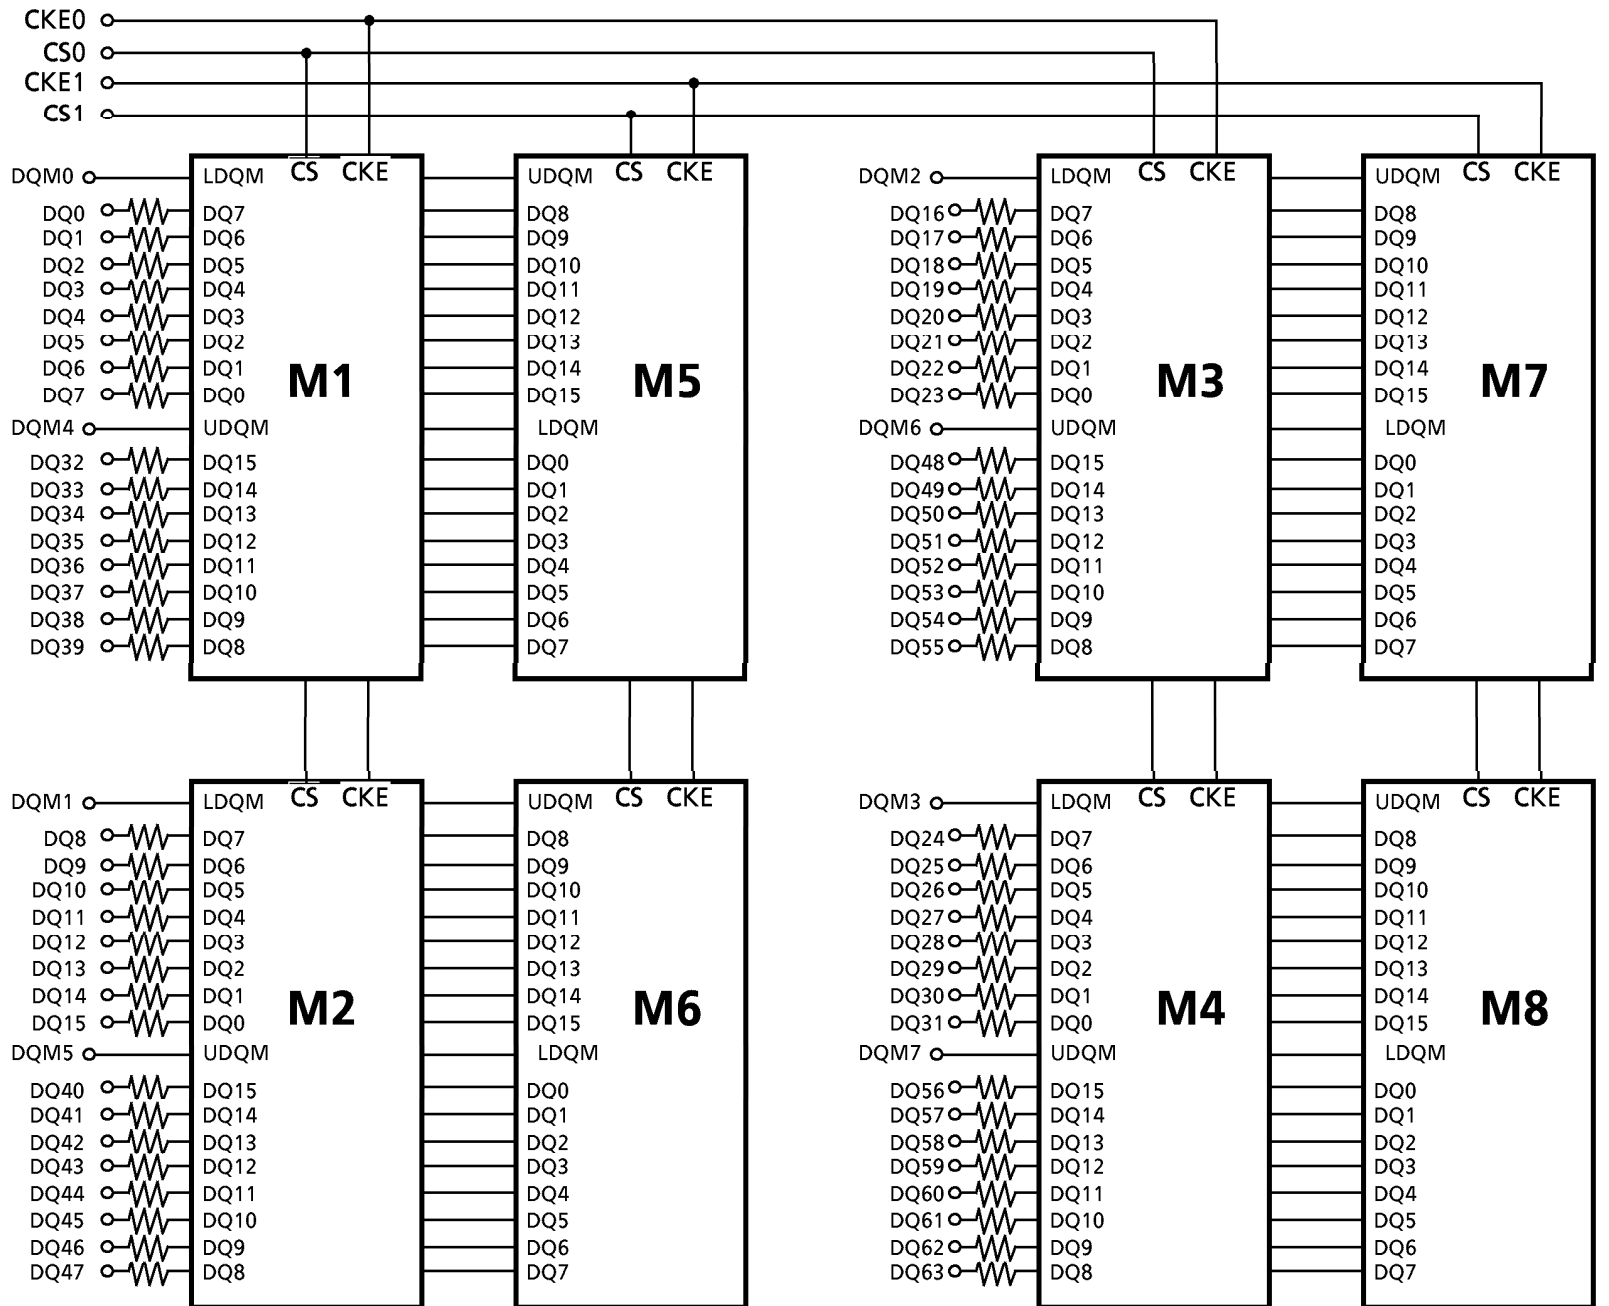 CKE0
CS0
CKE1
CS1
DQM0 LDQM CS CKE UDQM CS CKE DQM2 LDQM CS CKE UDQM CS CKE
DQ0 DQ7 DQ8 DQ16 DQ7 DQ8
DQ1 DQ6 DQ9 DQ17 DQ6 DQ9
DQ2 DQ5 DQ10 DQ18 DQ5 DQ10
DQ3 DQ4 DQ11 DQ19 DQ4 DQ11
DQ4 DQ3 DQ12 DQ20 DQ3 DQ12
DQ5 DQ2 DQ13 DQ21 DQ2 DQ13
DQ6 DQ1 DQ14 DQ22 DQ1 DQ14
M1 M5 M3 M7
DQ7 DQ0 DQ15 DQ23 DQ0 DQ15
DQM4 UDQM LDQM DQM6 UDQM LDQM
DQ32 DQ15 DQ0 DQ48 DQ15 DQ0
DQ33 DQ14 DQ1 DQ49 DQ14 DQ1
DQ34 DQ13 DQ2 DQ50 DQ13 DQ2
DQ35 DQ12 DQ3 DQ51 DQ12 DQ3
DQ36 DQ11 DQ4 DQ52 DQ11 DQ4
DQ37 DQ10 DQ5 DQ53 DQ10 DQ5
DQ38 DQ9 DQ6 DQ54 DQ9 DQ6
DQ39 DQ8 DQ7 DQ55 DQ8 DQ7
DQM1 LDQM CS CKE UDQM CS CKE DQM3 LDQM CS CKE UDQM CS CKE
DQ8 DQ7 DQ8 DQ24 DQ7 DQ8
DQ9 DQ6 DQ9 DQ25 DQ6 DQ9
DQ10 DQ5 DQ10 DQ26 DQ5 DQ10
DQ11 DQ4 DQ11 DQ27 DQ4 DQ11
DQ12 DQ3 DQ12 DQ28 DQ3 DQ12
DQ13 DQ2 DQ13 DQ29 DQ2 DQ13
DQ14 DQ1 DQ14 DQ30 DQ1 DQ14
M2 M6 M4 M8
DQ15 DQ0 DQ15 DQ31 DQ0 DQ15
DQM5 UDQM LDQM DQM7 UDQM LDQM
DQ40 DQ15 DQ0 DQ56 DQ15 DQ0
DQ41 DQ14 DQ1 DQ57 DQ14 DQ1
DQ42 DQ13 DQ2 DQ58 DQ13 DQ2
DQ43 DQ12 DQ3 DQ59 DQ12 DQ3
DQ44 DQ11 DQ4 DQ60 DQ11 DQ4
DQ45 DQ10 DQ5 DQ61 DQ10 DQ5
DQ46 DQ9 DQ6 DQ62 DQ9 DQ6
DQ47 DQ8 DQ7 DQ63 DQ8 DQ7